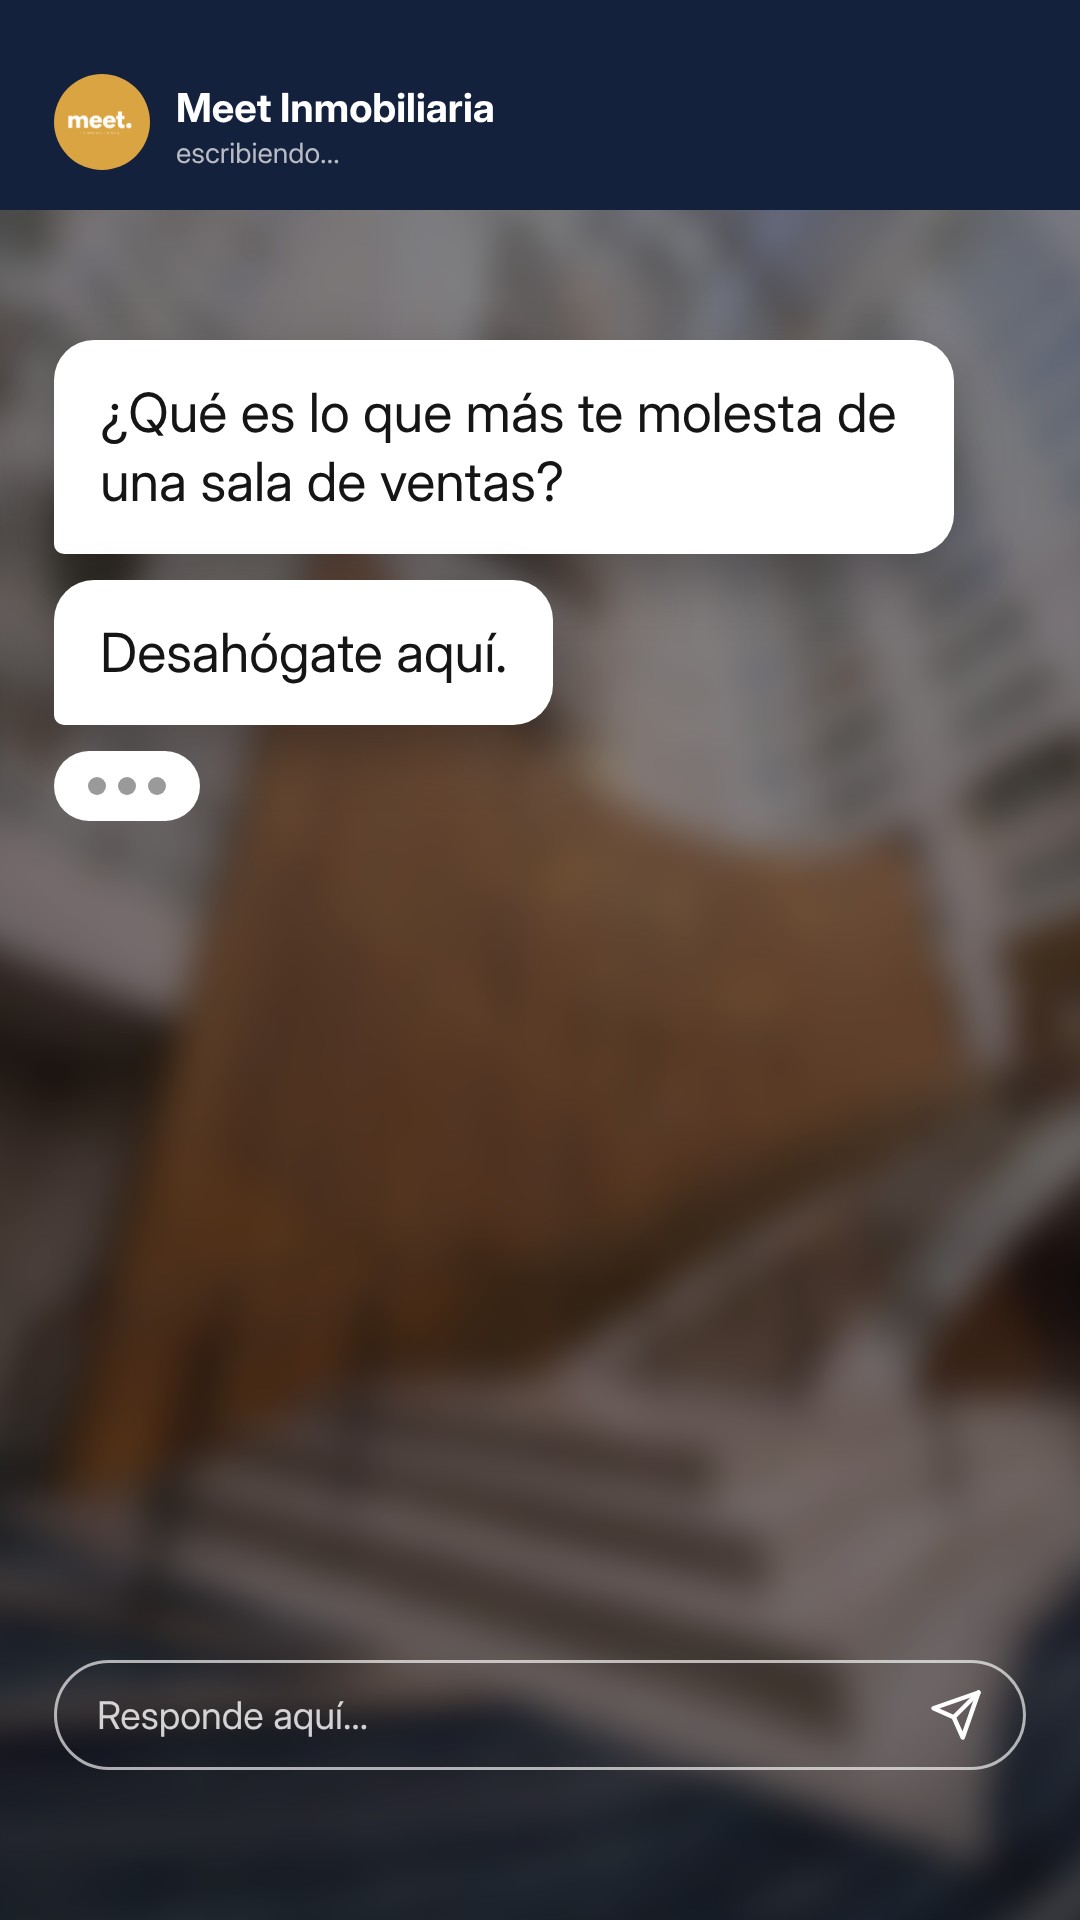 meet.
Meet Inmobiliaria
escribiendo...
¿Qué es lo que más te molesta de
una sala de ventas?
Desahógate aquí.
Responde aquí...